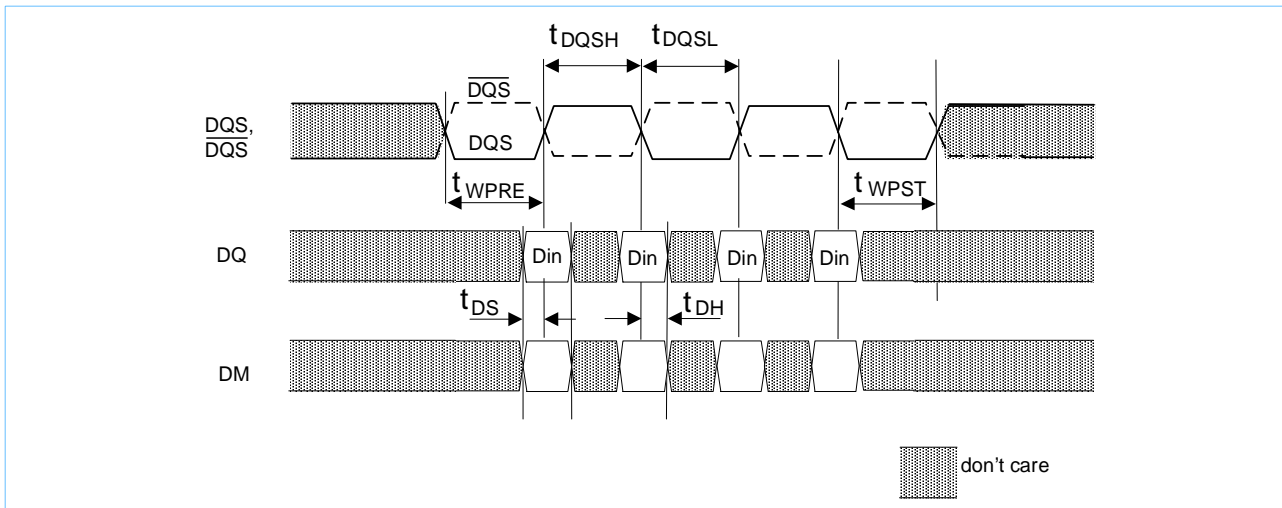 tDQSH tDQSL
DQS
DQS,
DQS
DQS
tWPRE
tWPST
DQ
Din Din Din Din
tDS
tDH
DM
don't care